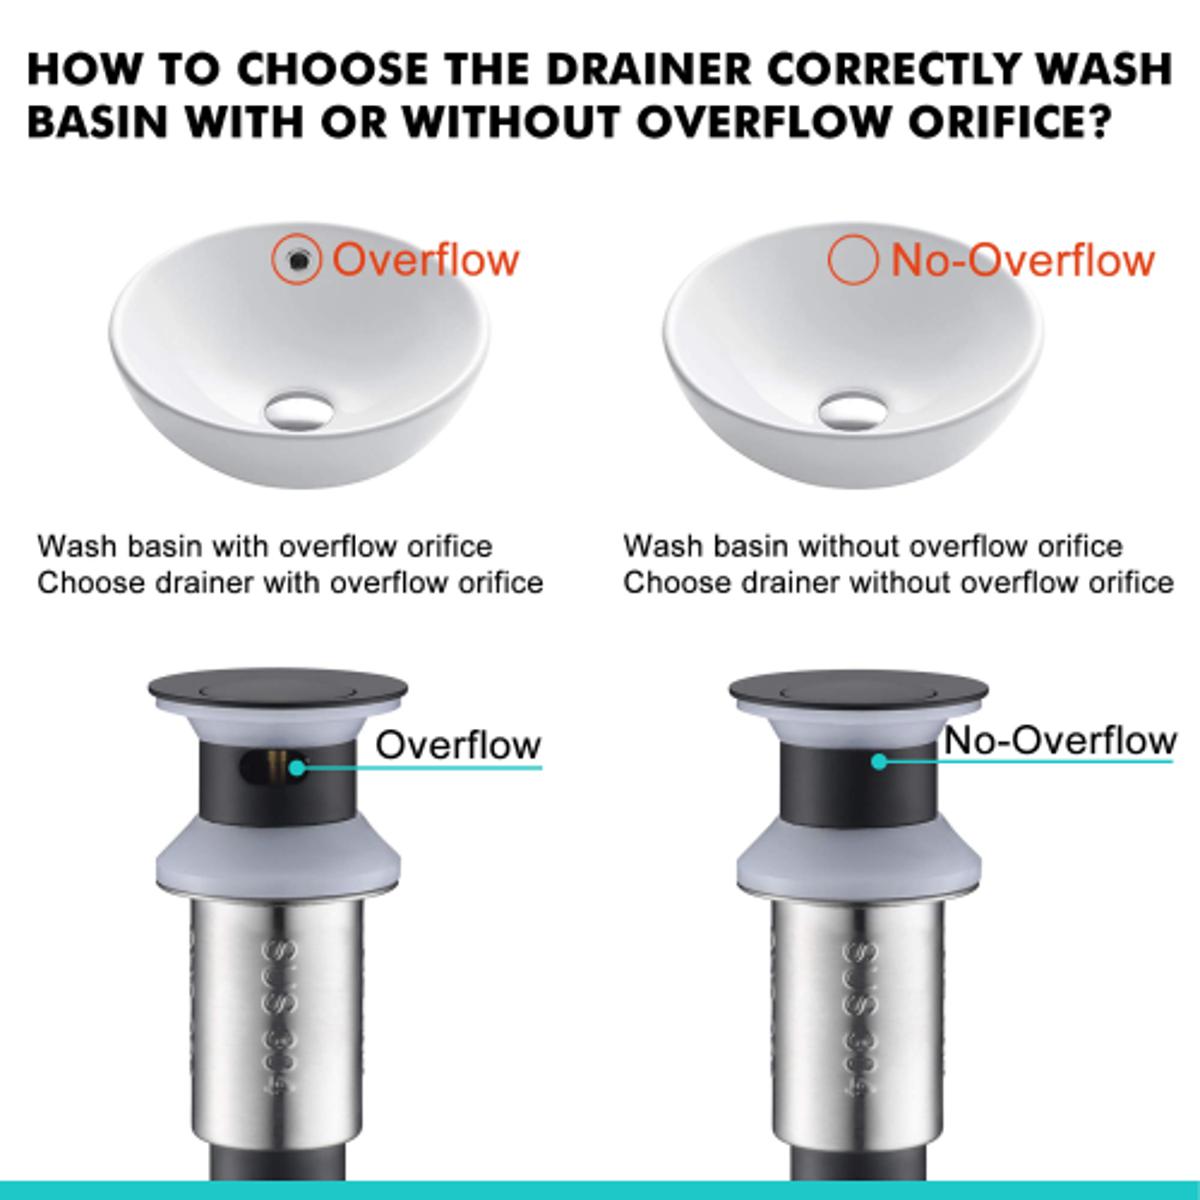 HOW TO CHOOSE THE DRAINER CORRECTLY WASH
BASIN WITH OR WITHOUT OVERFLOW ORIFICE?
Overflow
No-Overflow
Wash basin with overflow orifice
Choose drainer with overflow orifice
Wash basin without overflow orifice
Choose drainer without overflow orifice
Overflow
No-Overflow
SUS 304
SUS 304